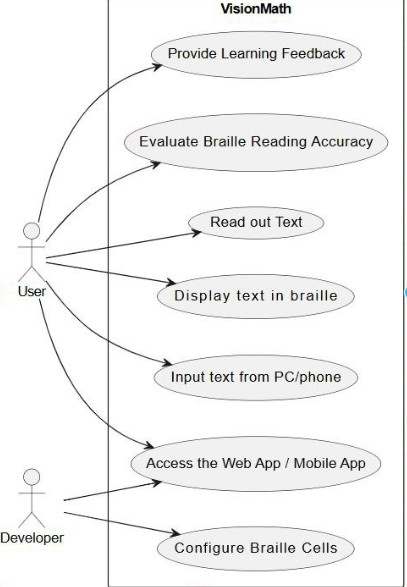 VisionMath
Provide Learning Feedback
Evaluate Braille Reading Accuracy
Read out Text
Display text in braille
User
Input text from PC/phone
Access the Web App / Mobile App
Developer
Configure Braille Cells